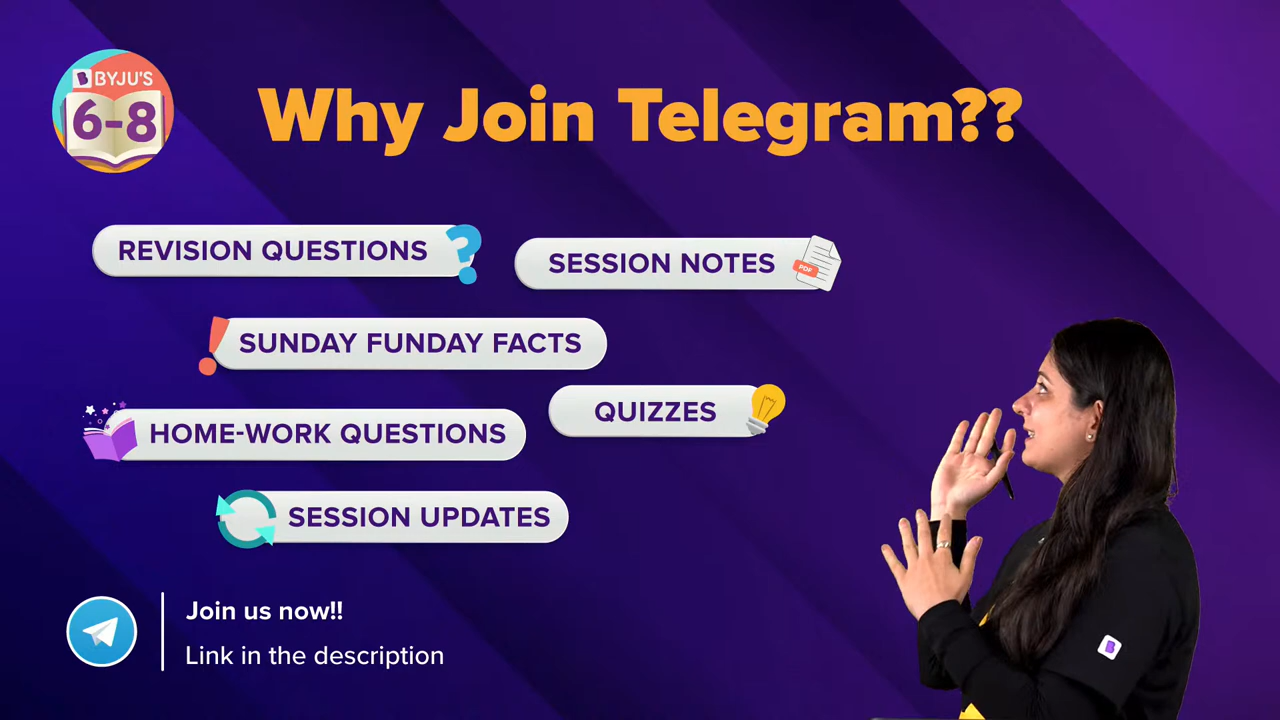 BYJU'S
6-8
Why Join Telegram??
REVISION QUESTIONS
SESSION NOTES
PDF
SUNDAY FUNDAY FACTS
QUIZZES
HOME-WORK QUESTIONS
SESSION UPDATES
Join us now!!
Link in the description